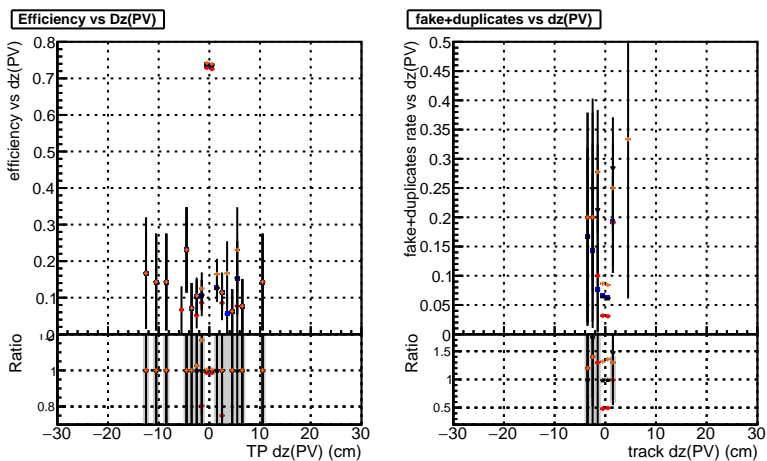 Efficiency vs Dz(PV)
efficiency vs dz(PV)
0.8
0.7
0.6
0.5
0.4
0.3
0.2
0.1
0
Ratio
1
0.8
−30 −20 −10 0 10 20 30
TP dz(PV) (cm)
fake+duplicates vs dz(PV)
fake+duplicates rate vs dz(PV)
0.5
0.45
0.4
0.35
0.3
0.25
0.2
0.15
0.1
0.05
0
Ratio
1.5
1
0.5
−30 −20 −10 0 10 20 30
track dz(PV) (cm)